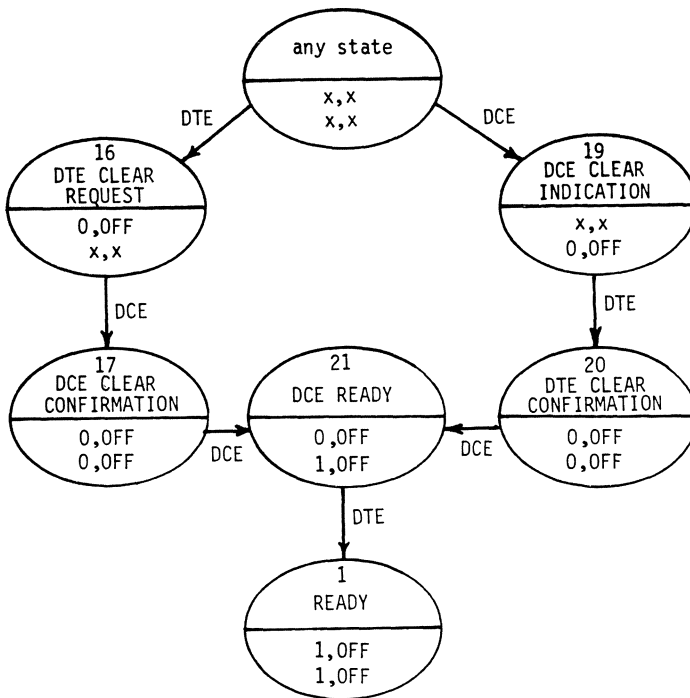 any state
x,x
x,x
DTE
DCE
16
DTE CLEAR
REQUEST
0,OFF
x,x
19
DCE CLEAR
INDICATION
x,x
0,OFF
DCE
DTE
17
DCE CLEAR
CONFIRMATION
0,OFF
0,OFF
21
DCE READY
0,OFF
1,OFF
20
DTE CLEAR
CONFIRMATION
0,OFF
0,OFF
DCE
DCE
DTE
1
READY
1,OFF
1,OFF